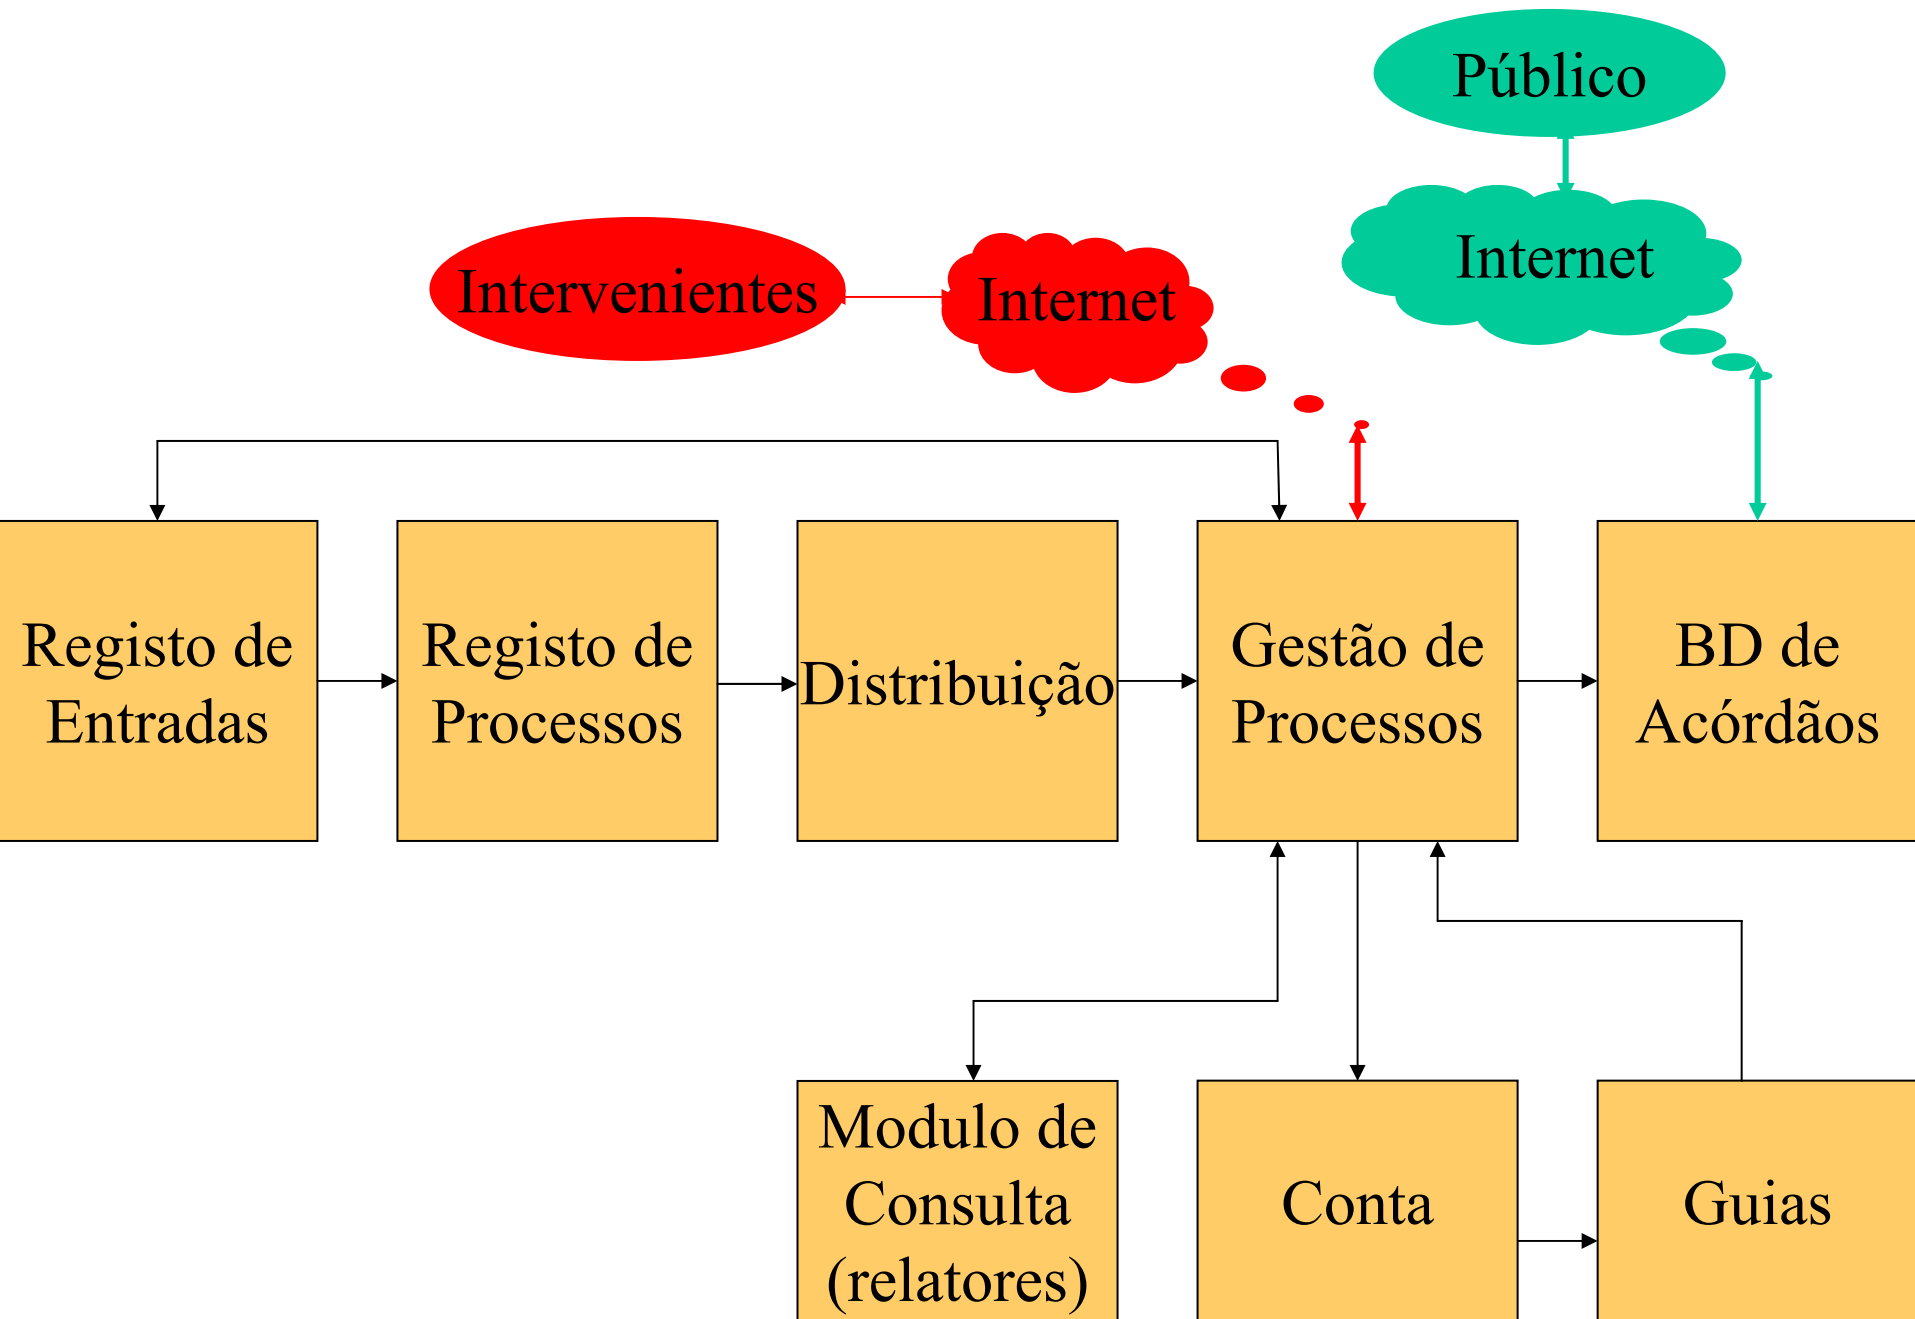 Público
Internet
Intervenientes
Internet
Registo de
Entradas
Registo de
Processos
Distribuição
Gestão de
Processos
BD de
Acórdãos
Modulo de
Consulta
(relatores)
Conta
Guias